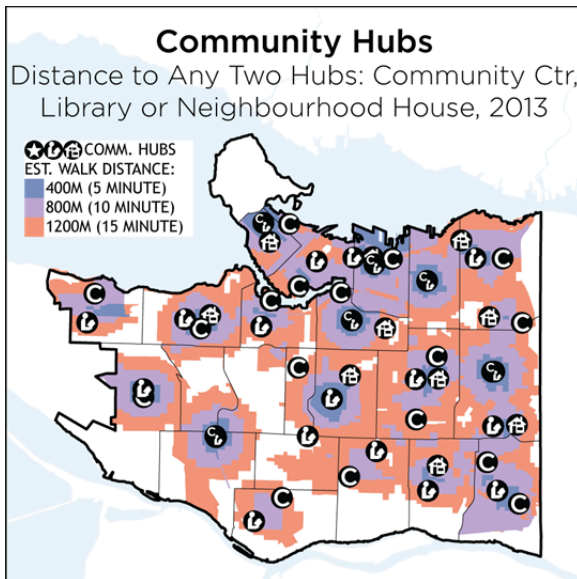 Community Hubs
Distance to Any Two Hubs: Community Ctr,
Library or Neighbourhood House, 2013
COMM. HUBS
EST. WALK DISTANCE:
400M (5 MINUTE)
800M (10 MINUTE)
1200M (15 MINUTE)